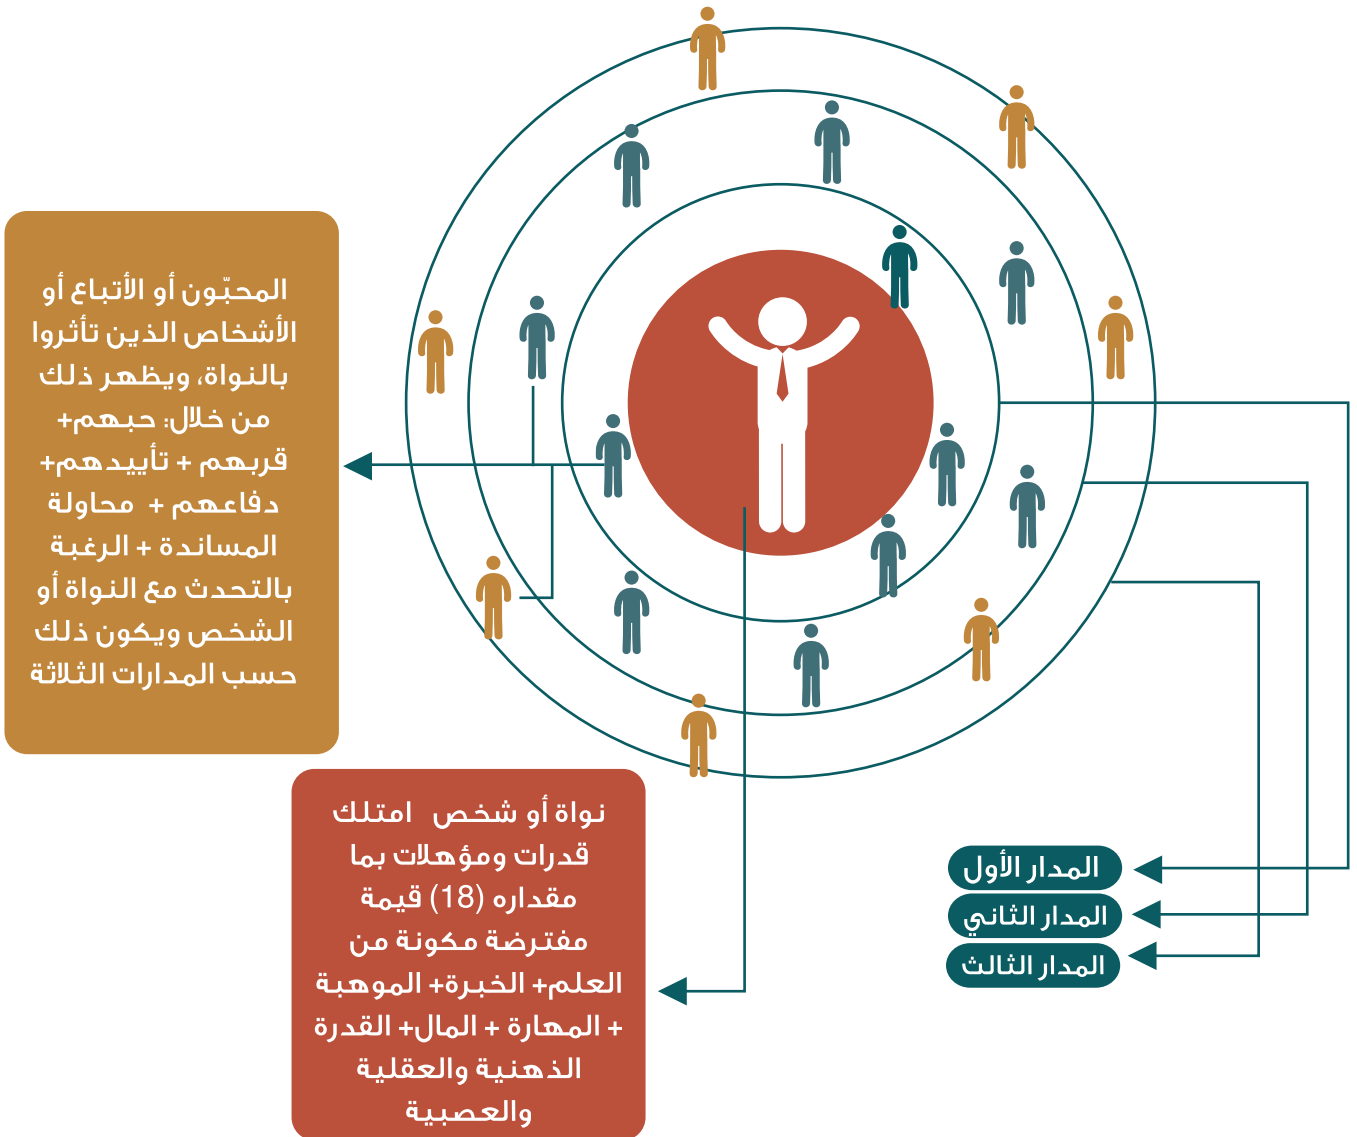 المحبّون أو الأتباع أو
الأشخاص الذين تأثروا
بالنواة، ويظهر ذلك
من خلال: حبهم+
قربهم + تأييدهم+
دفاعهم + محاولة
المساندة + الرغبة
بالتحدث مع النواة أو
الشخص ويكون ذلك
حسب المدارات الثلاثة
نواة أو شخص امتلك
قدرات ومؤهلات بما
مقداره (18) قيمة
مفترضة مكونة من
العلم+ الخبرة+ الموهبة
+ المهارة + المال+ القدرة
الذهنية والعقلية
والعصبية
المدار الأول
المدار الثاني
المدار الثالث